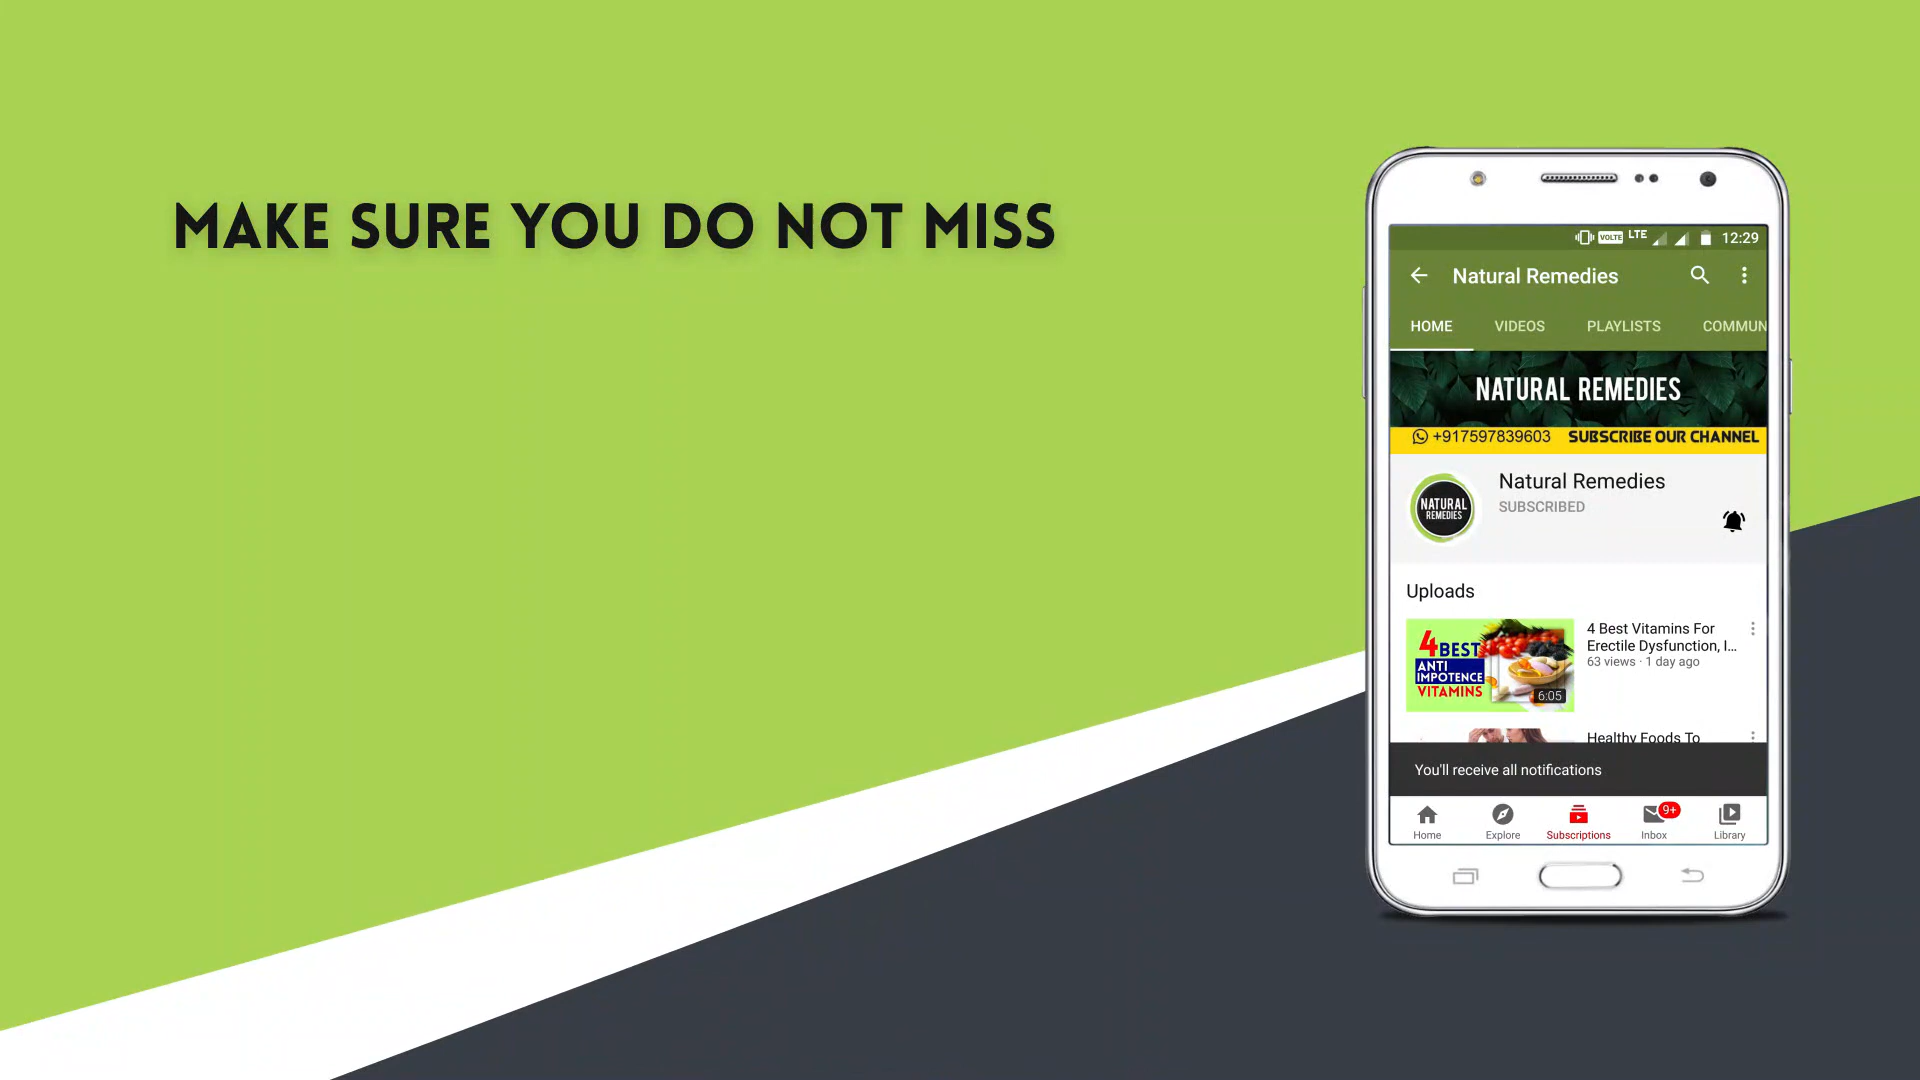 MAKE SURE YOU DO NOT MISS
VOLTE LTE 12:29
Natural Remedies
HOME VIDEOS PLAYLISTS COMMUN
NATURAL REMEDIES
+917597839603 SUBSCRIBE OUR CHANNEL
NATURAL
REMEDIES
Natural Remedies
SUBSCRIBED
Uploads
4 BEST
ANTI
IMPOTENCE
VITAMINS
6:05
4 Best Vitamins For
Erectile Dysfunction, I...
63 views · 1 day ago
Healthy Foods To
You'll receive all notifications
9+
Home Explore Subscriptions Inbox Library